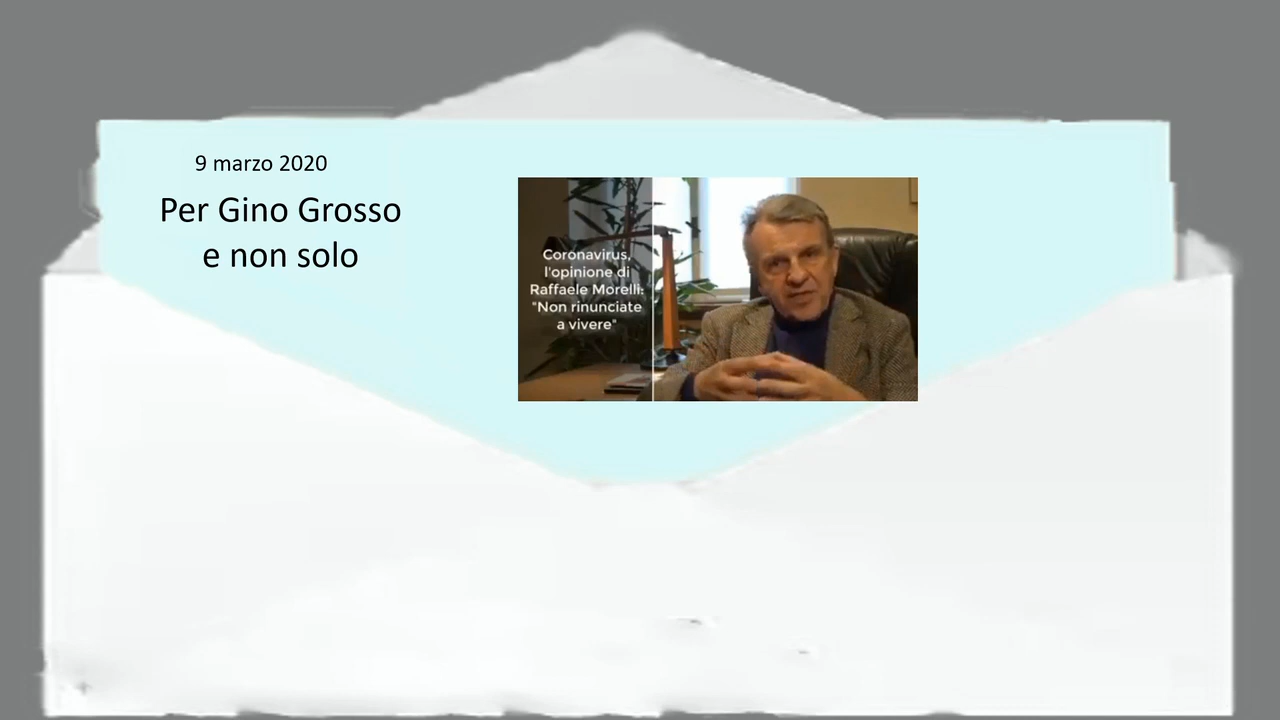 9 marzo 2020
Per Gino Grosso
e non solo
Coronavirus,
l'opinione di
Raffaele Morelli:
"Non rinunciate
a vivere"